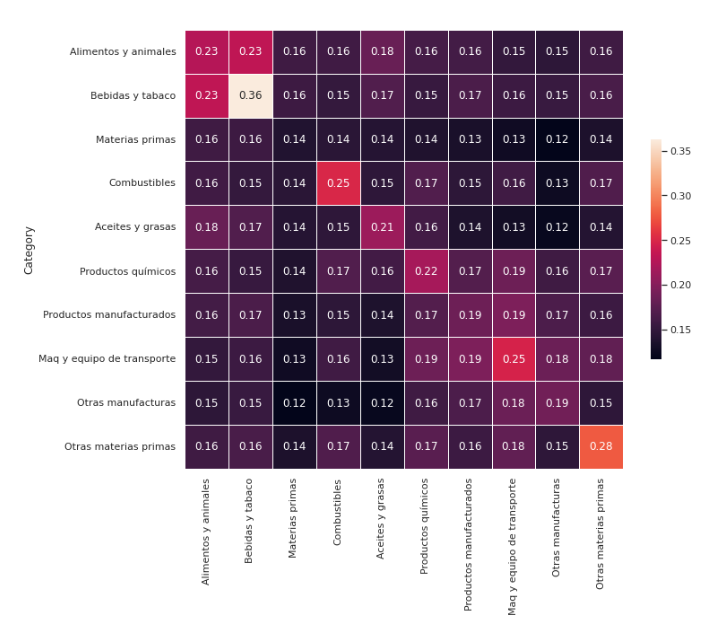 Alimentos y animales 0.23 0.23 0.16 0.16 0.18 0.16 0.16 0.15 0.15 0.16
Bebidas y tabaco 0.23 0.36 0.16 0.15 0.17 0.15 0.17 0.16 0.15 0.16
Materias primas 0.16 0.16 0.14 0.14 0.14 0.14 0.13 0.13 0.12 0.14
Combustibles 0.16 0.15 0.14 0.25 0.15 0.17 0.15 0.16 0.13 0.17
Aceites y grasas 0.18 0.17 0.14 0.15 0.21 0.16 0.14 0.13 0.12 0.14
Productos químicos 0.16 0.15 0.14 0.17 0.16 0.22 0.17 0.19 0.16 0.17
Productos manufacturados 0.16 0.17 0.13 0.15 0.14 0.17 0.19 0.19 0.17 0.16
Maq y equipo de transporte 0.15 0.16 0.13 0.16 0.13 0.19 0.19 0.25 0.18 0.18
Otras manufacturas 0.15 0.15 0.12 0.13 0.12 0.16 0.17 0.18 0.19 0.15
Otras materias primas 0.16 0.16 0.14 0.17 0.14 0.17 0.16 0.18 0.15 0.28
Category
Alimentos y animales
Bebidas y tabaco
Materias primas
Combustibles
Aceites y grasas
Productos químicos
Productos manufacturados
Maq y equipo de transporte
Otras manufacturas
Otras materias primas
0.35
0.30
0.25
0.20
0.15